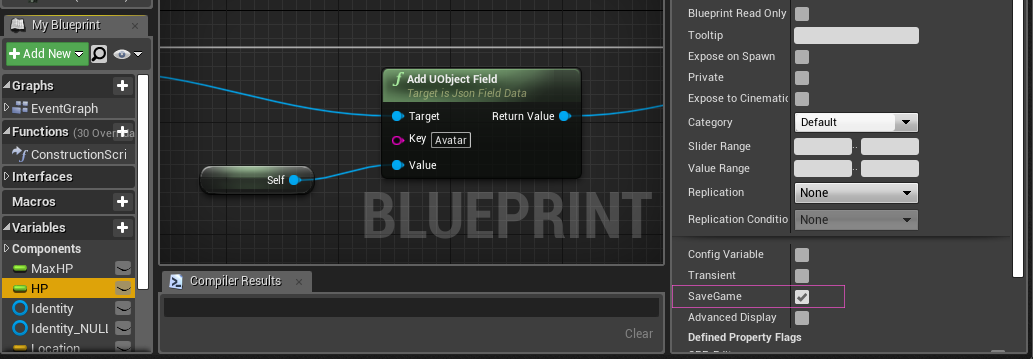 My Blueprint
Add New
Graphs
EventGraph
Functions (30 Overrida
ConstructionScri
Interfaces
Macros
Variables
Components
MaxHP
HP
Identity
Identity_NULL
Location
Add UObject Field
Target is Json Field Data
Target
Return Value
Key
Avatar
Value
Self
BLUEPRINT
Compiler Results
Clear
Blueprint Read Only
Tooltip
Expose on Spawn
Private
Expose to Cinematic
Category
Default
Slider Range
Value Range
Replication
None
Replication Conditio
None
Config Variable
Transient
SaveGame
Advanced Display
Defined Property Flags